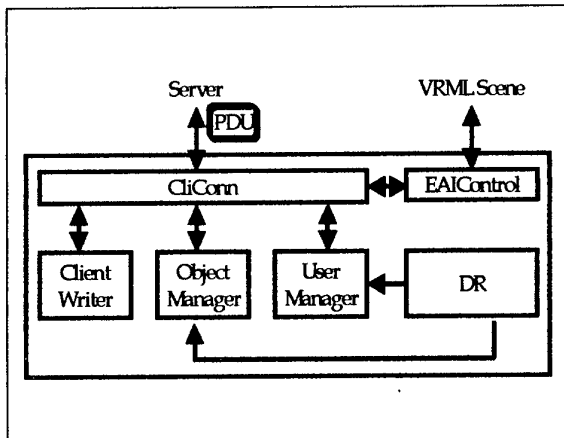 Server
VRML Scene
PDU
CliConn
EAIControl
Client
Writer
Object
Manager
User
Manager
DR